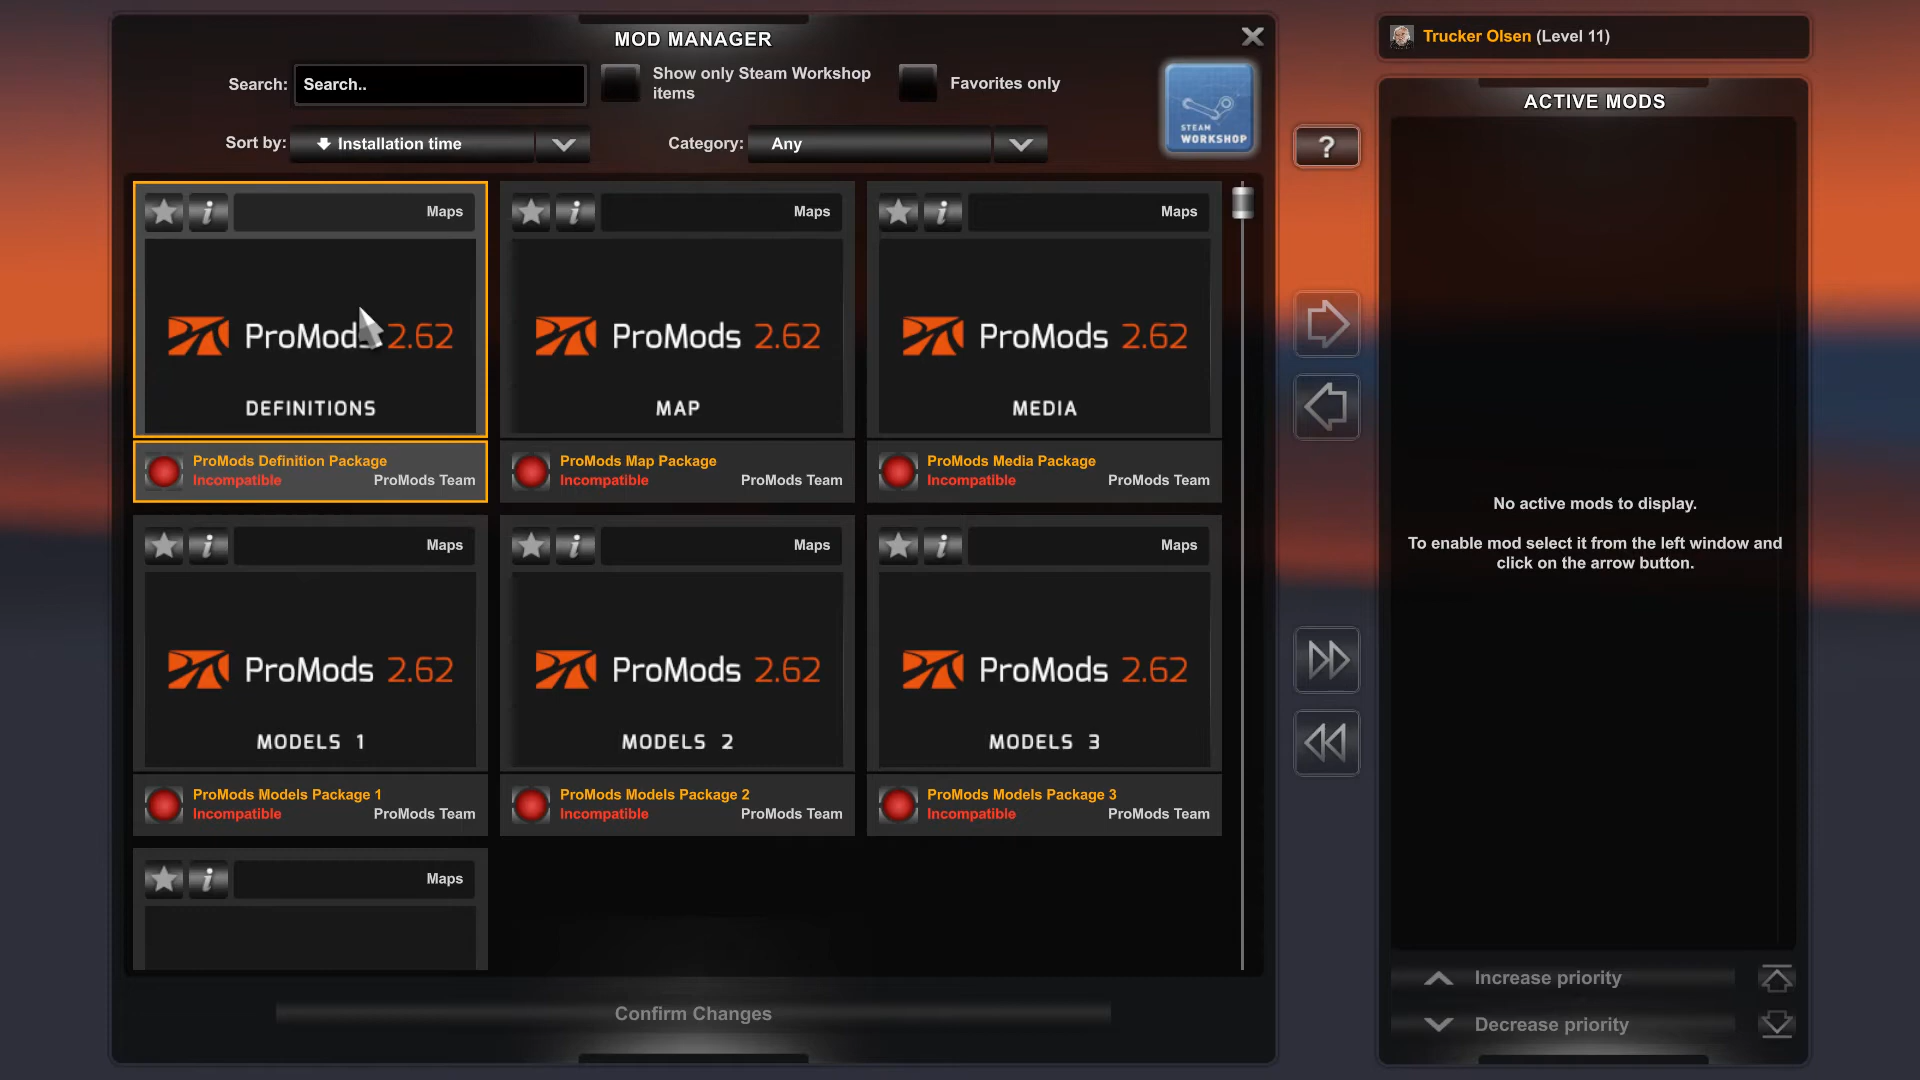 MOD MANAGER
Search: Search..
Show only Steam Workshop
items
Favorites only
STEAM
WORKSHOP
Sort by: Installation time
Category: Any
Maps
Maps
Maps
ProMods 2.62
DEFINITIONS
ProMods 2.62
MAP
ProMods 2.62
MEDIA
ProMods Definition Package
Incompatible ProMods Team
ProMods Map Package
Incompatible ProMods Team
ProMods Media Package
Incompatible ProMods Team
Maps
Maps
Maps
ProMods 2.62
MODELS 1
ProMods 2.62
MODELS 2
ProMods 2.62
MODELS 3
ProMods Models Package 1
Incompatible ProMods Team
ProMods Models Package 2
Incompatible ProMods Team
ProMods Models Package 3
Incompatible ProMods Team
Maps
Confirm Changes
?
Trucker Olsen (Level 11)
ACTIVE MODS
No active mods to display.
To enable mod select it from the left window and
click on the arrow button.
Increase priority
Decrease priority